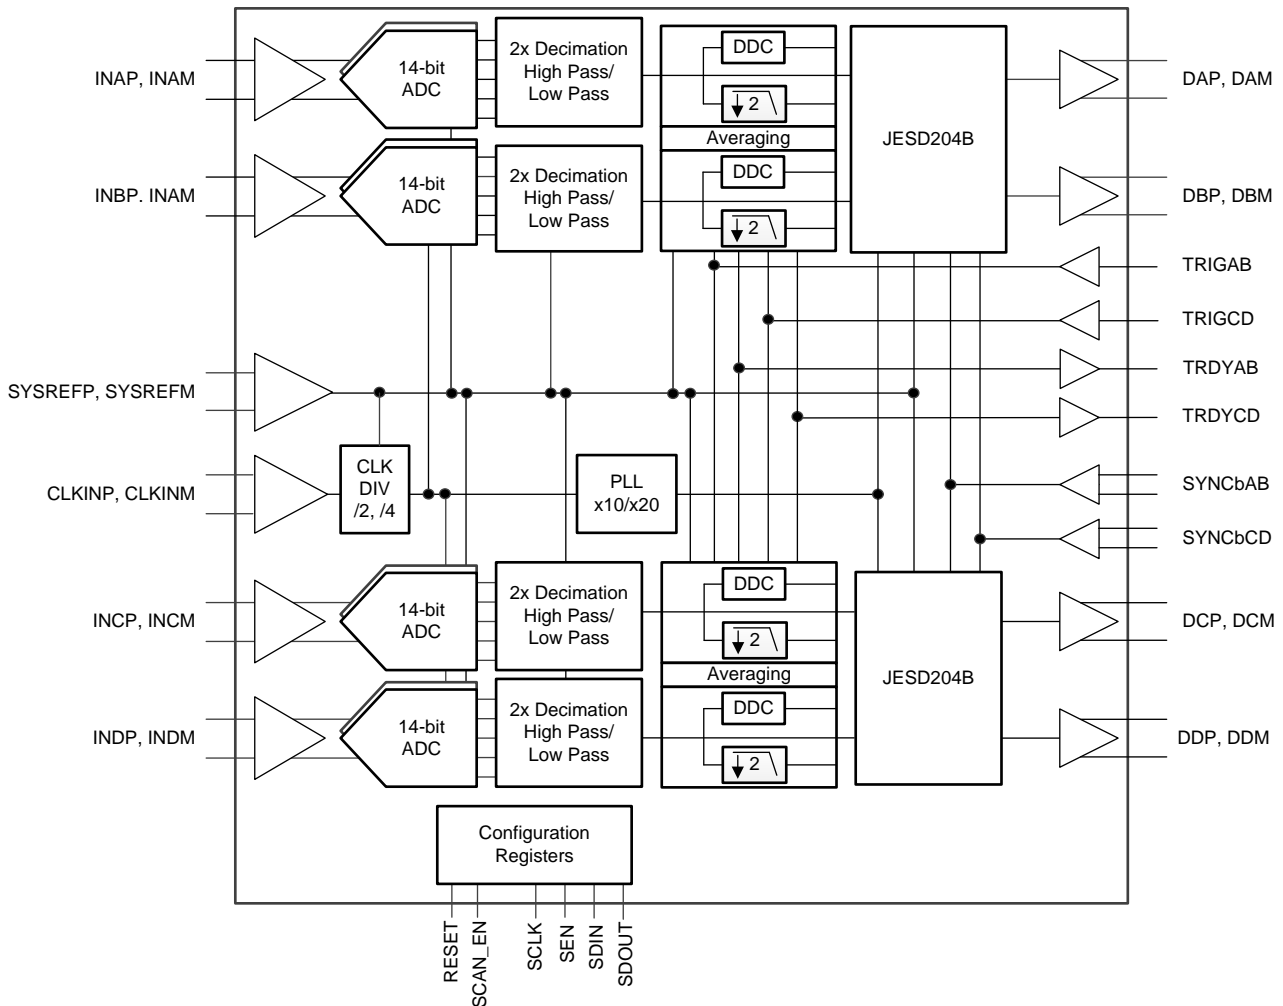 INAP, INAM
14-bit
ADC
2x Decimation
High Pass/
Low Pass
DDC
2
Averaging
JESD204B
DAP, DAM
INBP. INAM
14-bit
ADC
2x Decimation
High Pass/
Low Pass
DDC
2
DBP, DBM
TRIGAB
TRIGCD
TRDYAB
TRDYCD
SYSREFP, SYSREFM
CLKINP, CLKINM
CLK
DIV
/2, /4
PLL
x10/x20
SYNCbAB
SYNCbCD
INCP, INCM
14-bit
ADC
2x Decimation
High Pass/
Low Pass
DDC
2
Averaging
JESD204B
DCP, DCM
INDP, INDM
14-bit
ADC
2x Decimation
High Pass/
Low Pass
DDC
2
DDP, DDM
Configuration
Registers
RESET
SCAN_EN
SCLK
SEN
SDIN
SDOUT